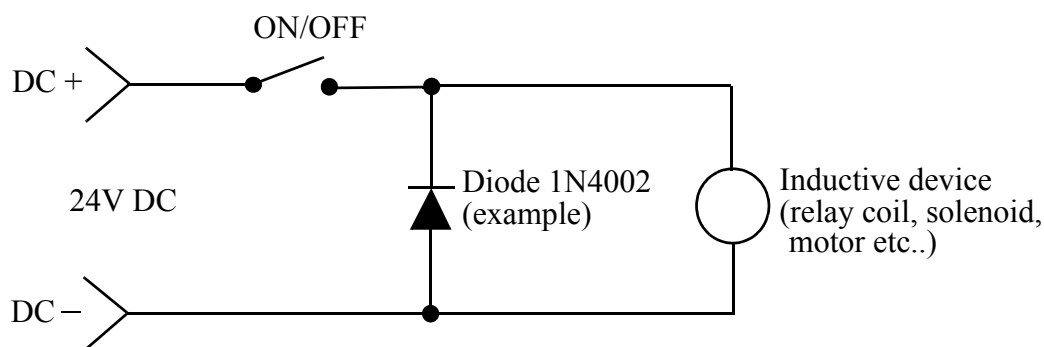 ON/OFF
DC +
24V DC
Diode 1N4002
(example)
Inductive device
(relay coil, solenoid,
motor etc..)
DC –